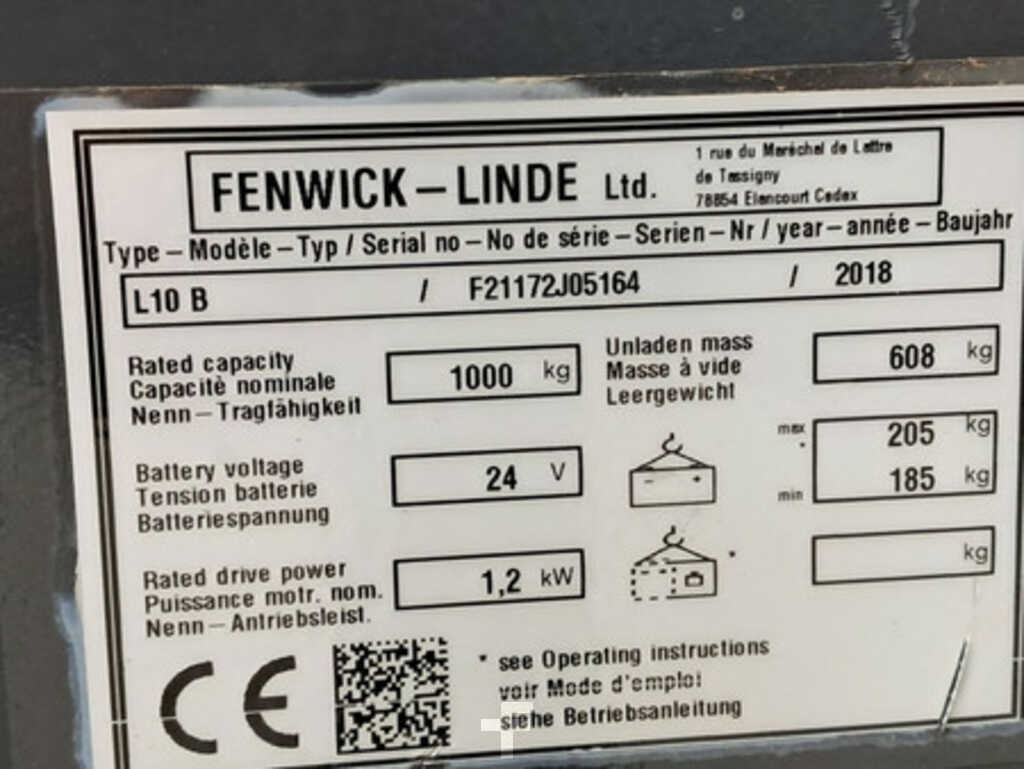 FENWICK – LINDE Ltd.
1 rue du Maréchal de Lattre
de Tassigny
78854 Elancourt Cedex
Type – Modèle – Typ / Serial no – No de série – Serien – Nr / year – année – Baujahr
L10 B / F21172J05164 / 2018
Rated capacity
Capacitè nominale
Nenn – Tragfähigkeit
1000 kg
Unladen mass
Masse à vide
Leergewicht
608 kg
Battery voltage
Tension batterie
Batteriespannung
24 V
max *
205 kg
min
185 kg
Rated drive power
Puissance motr. nom.
Nenn – Antriebsleist.
1,2 kW
*
kg
CE
* see Operating instructions
voir Mode d'emploi
siehe Betriebsanleitung